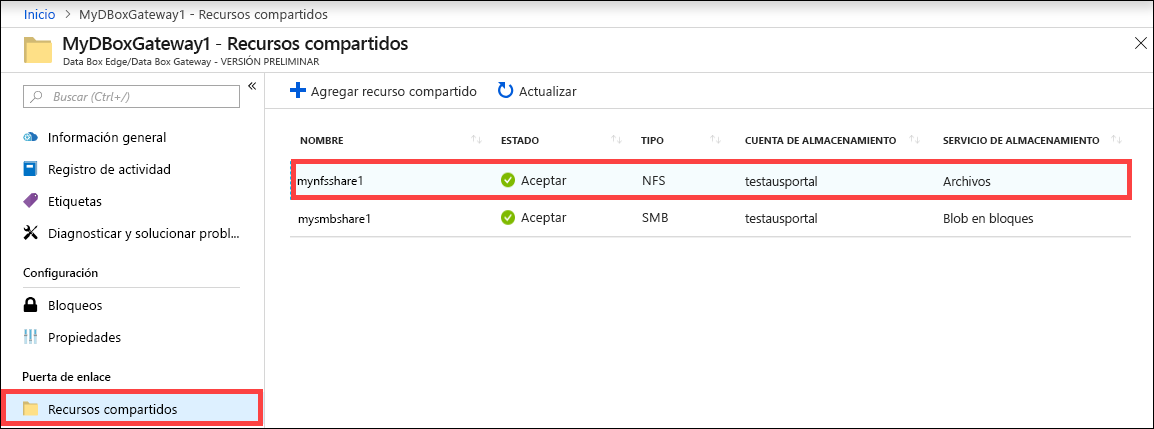 Inicio > MyDBoxGateway1 - Recursos compartidos
MyDBoxGateway1 - Recursos compartidos
Data Box Edge/Data Box Gateway - VERSIÓN PRELIMINAR
Buscar (Ctrl+/)
Información general
Registro de actividad
Etiquetas
Diagnosticar y solucionar probl...
Configuración
Bloqueos
Propiedades
Puerta de enlace
Recursos compartidos
Agregar recurso compartido Actualizar
NOMBRE ESTADO TIPO CUENTA DE ALMACENAMIENTO SERVICIO DE ALMACENAMIENTO
mynfsshare1 Aceptar NFS testausportal Archivos
mysmbshare1 Aceptar SMB testausportal Blob en bloques